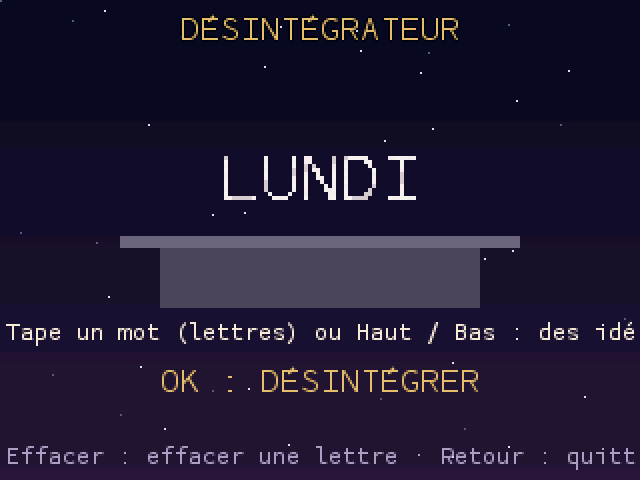 DÉSINTÉGRATEUR
LUNDI
Tape un mot (lettres) ou Haut / Bas : des idé
OK : DÉSINTÉGRER
Effacer : effacer une lettre · Retour : quitt